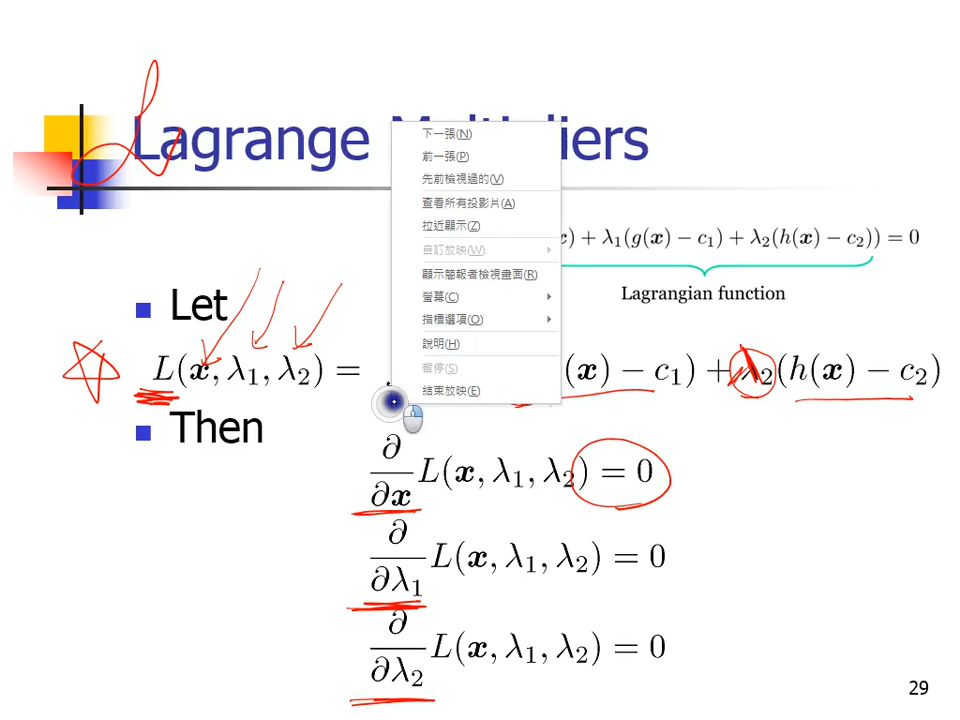 Lagrange Multipliers
下一張(N)
前一張(P)
先前檢視過的(V)
查看所有投影片(A)
拉近顯示(Z)
自訂放映(W)
顯示簡報者檢視畫面(R)
螢幕(C)
指標選項(O)
說明(H)
暫停(S)
結束放映(E)
x) + λ₁(g(x) − c₁) + λ₂(h(x) − c₂)) = 0
Lagrangian function
Let
L(x, λ₁, λ₂) = (x) − c₁) + λ₂(h(x) − c₂)
Then
∂/∂x L(x, λ₁, λ₂) = 0
∂/∂λ₁ L(x, λ₁, λ₂) = 0
∂/∂λ₂ L(x, λ₁, λ₂) = 0
29